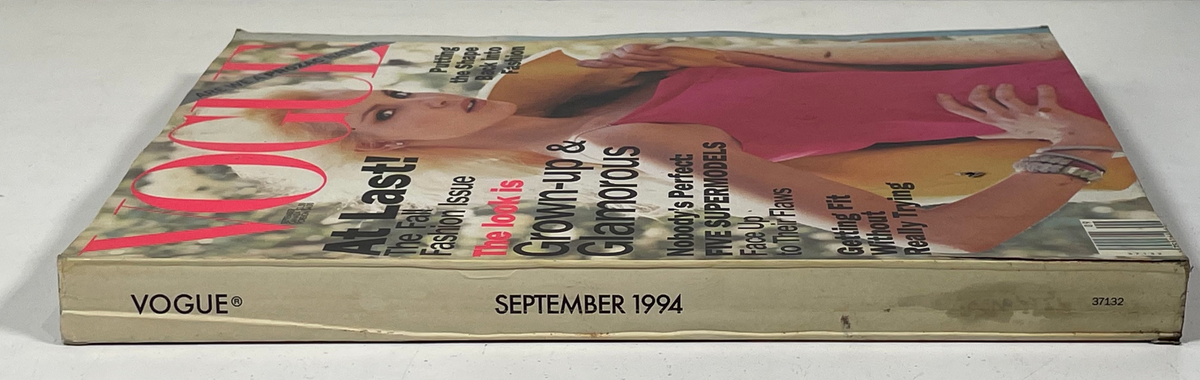 VOGUE
Putting
the Shape
Back into
Fashion
At Last!
The Fall
Fashion Issue
The look is
Grown-up &
Glamorous
Nobody's Perfect:
FIVE SUPERMODELS
Face Up
to Their Flaws
Getting Fit
Without
Really Trying
VOGUE®
SEPTEMBER 1994
37132